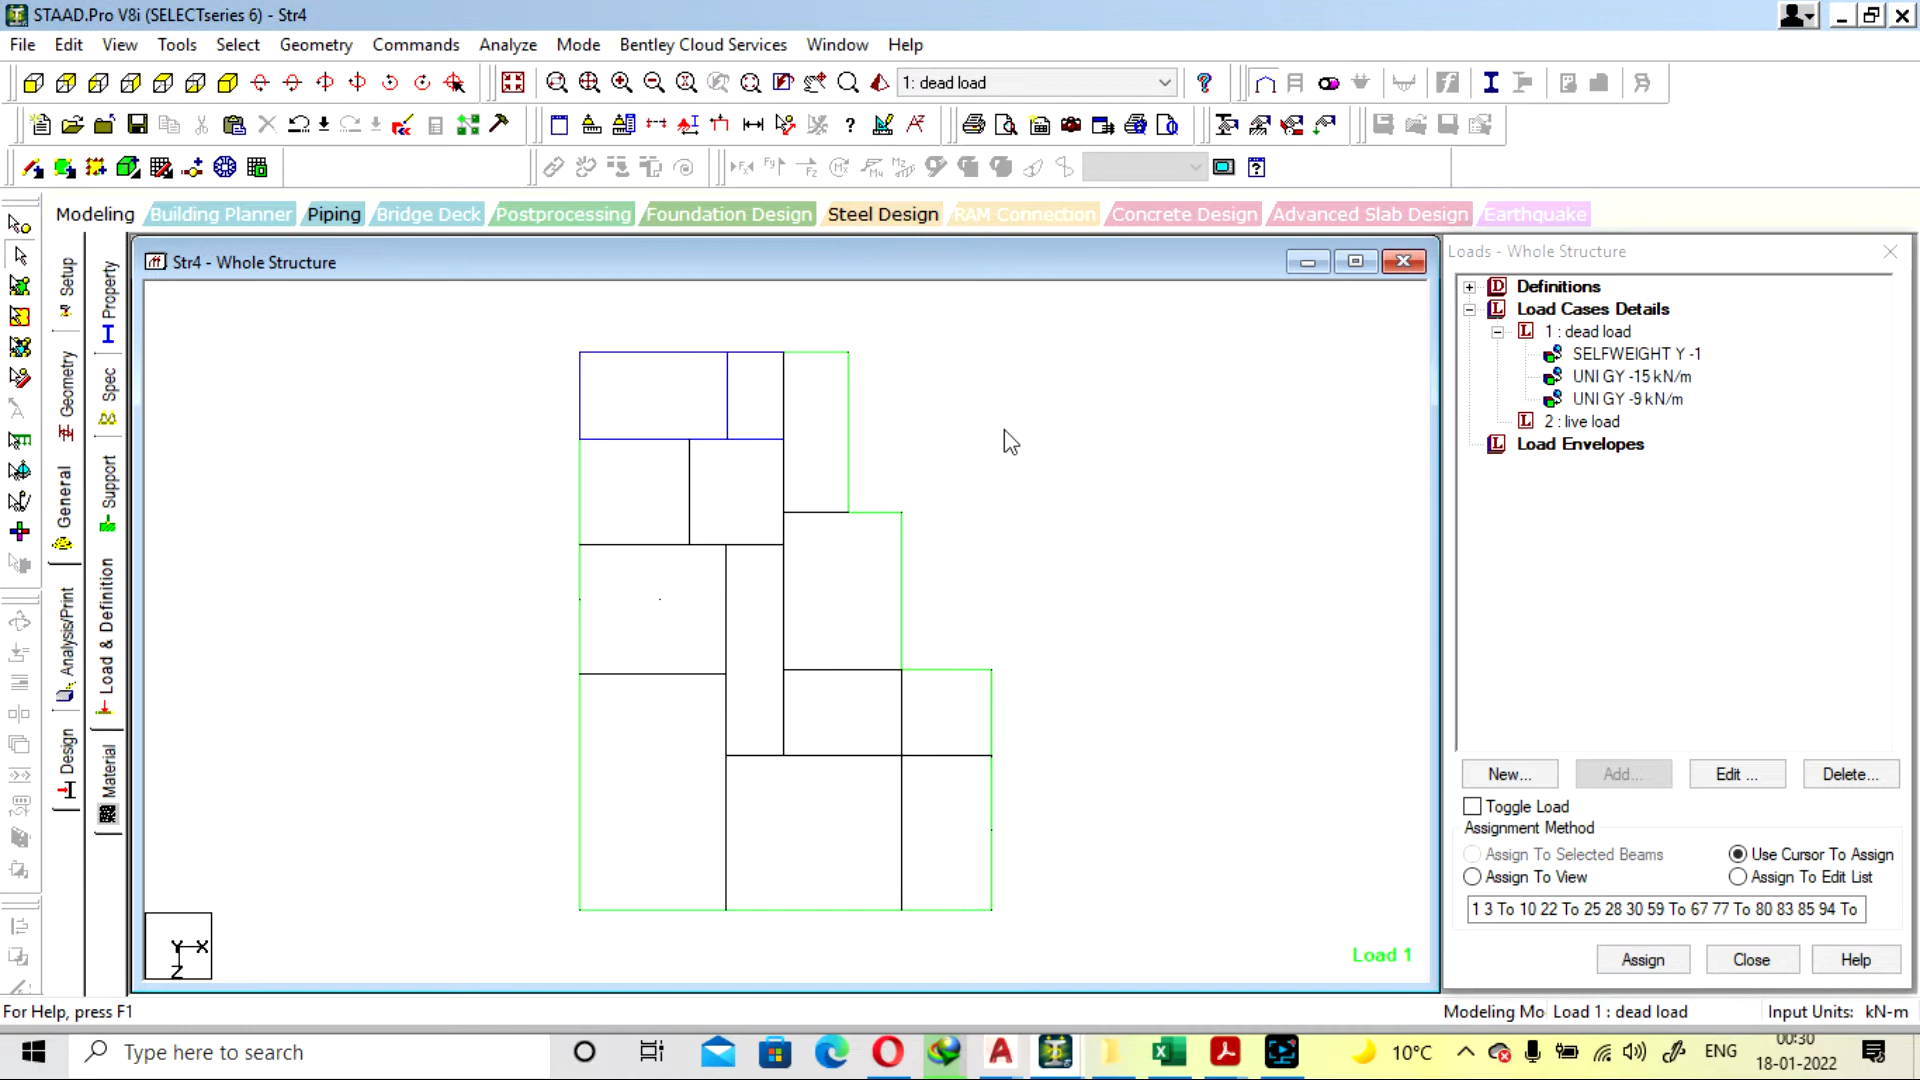 STAAD.Pro V8i (SELECTseries 6) - Str4
File Edit View Tools Select Geometry Commands Analyze Mode Bentley Cloud Services Window Help
1: dead load
Modeling Building Planner Piping Bridge Deck Postprocessing Foundation Design Steel Design RAM Connection Concrete Design Advanced Slab Design Earthquake
Setup
Geometry
General
Analysis/Print
Design
Property
Spec
Support
Load & Definition
Material
Str4 - Whole Structure
Y X
Z
Load 1
Loads - Whole Structure
Definitions
Load Cases Details
1 : dead load
SELFWEIGHT Y -1
UNI GY -15 kN/m
UNI GY -9 kN/m
2 : live load
Load Envelopes
New... Add... Edit ... Delete...
Toggle Load
Assignment Method
Assign To Selected Beams Use Cursor To Assign
Assign To View Assign To Edit List
1 3 To 10 22 To 25 28 30 59 To 67 77 To 80 83 85 94 To
Assign Close Help
For Help, press F1
Modeling Mo Load 1 : dead load Input Units: kN-m
Type here to search
10°C
ENG
00:30
18-01-2022